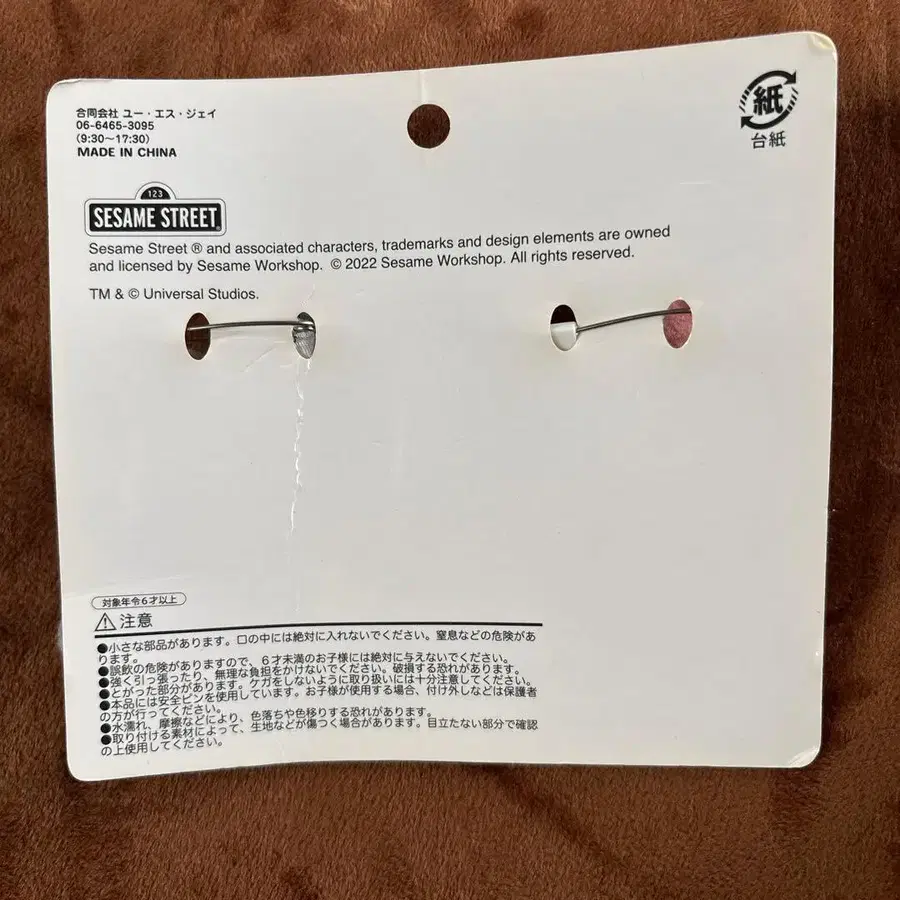 合同会社 ユー・エス・ジェイ
06-6465-3095
(9:30〜17:30)
MADE IN CHINA
紙
台紙
123
SESAME STREET
Sesame Street ® and associated characters, trademarks and design elements are owned
and licensed by Sesame Workshop. © 2022 Sesame Workshop. All rights reserved.
TM & © Universal Studios.
対象年令6才以上
注意
●小さな部品があります。口の中には絶対に入れないでください。窒息などの危険があ
ります。
●誤飲の危険がありますので、6才未満のお子様には絶対に与えないでください。
●強く引っ張ったり、無理な負担をかけないでください。破損する恐れがあります。
●とがった部分があります。ケガをしないように取り扱いには十分注意してください。
●本品には安全ピンを使用しています。お子様が使用する場合、付け外しなどは保護者
の方が行ってください。
●水濡れ、摩擦などにより、色落ちや色移りする恐れがあります。
●取り付ける素材によって、生地などが傷つく場合があります。目立たない部分で確認
の上使用してください。